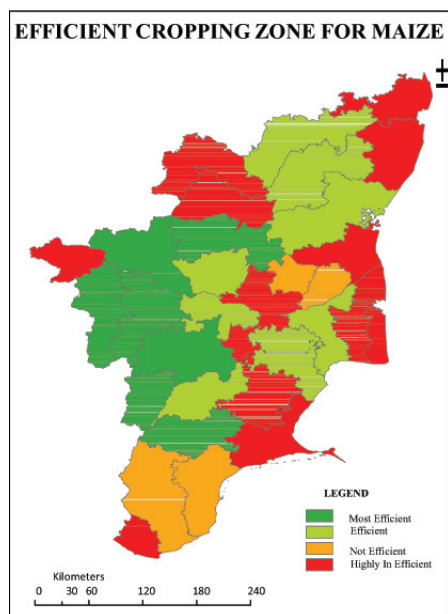 EFFICIENT CROPPING ZONE FOR MAIZE
LEGEND
Most Efficient
Efficient
Not Efficient
Highly In Efficient
Kilometers
0 30 60 120 180 240